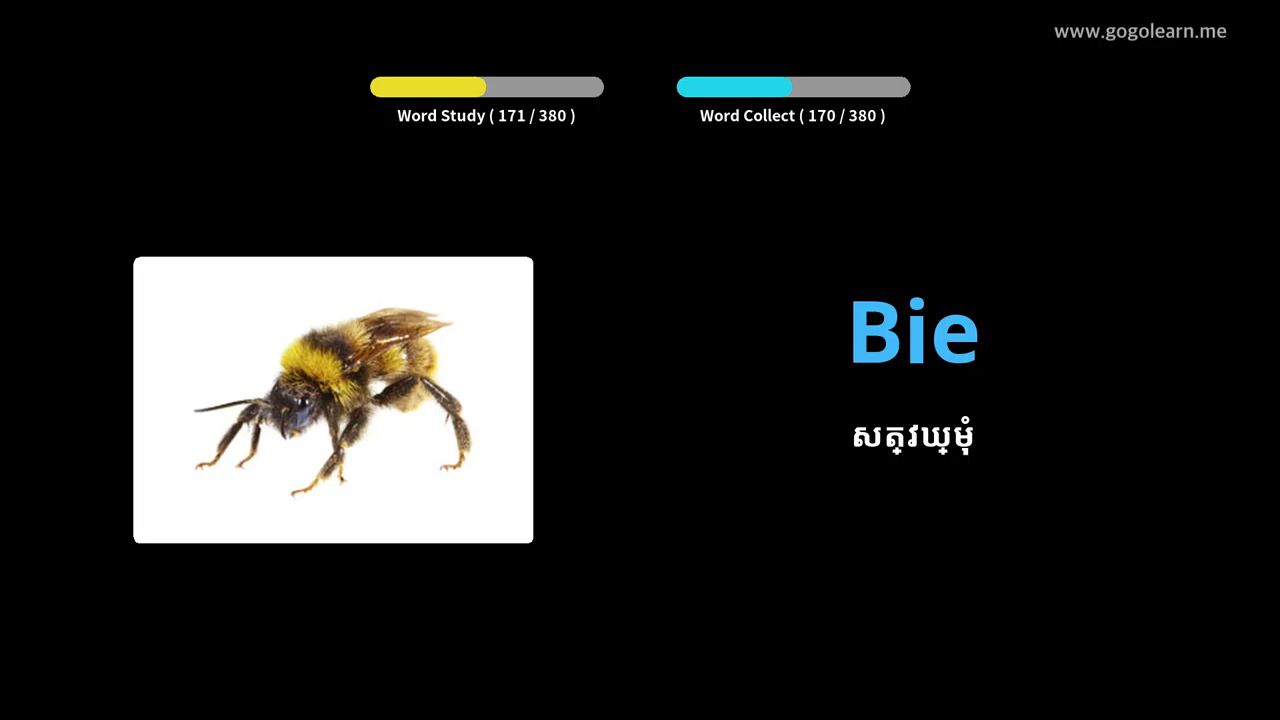 www.gogolearn.me
Word Study ( 171 / 380 )
Word Collect ( 170 / 380 )
Bie
សត្វឃ្មុំ